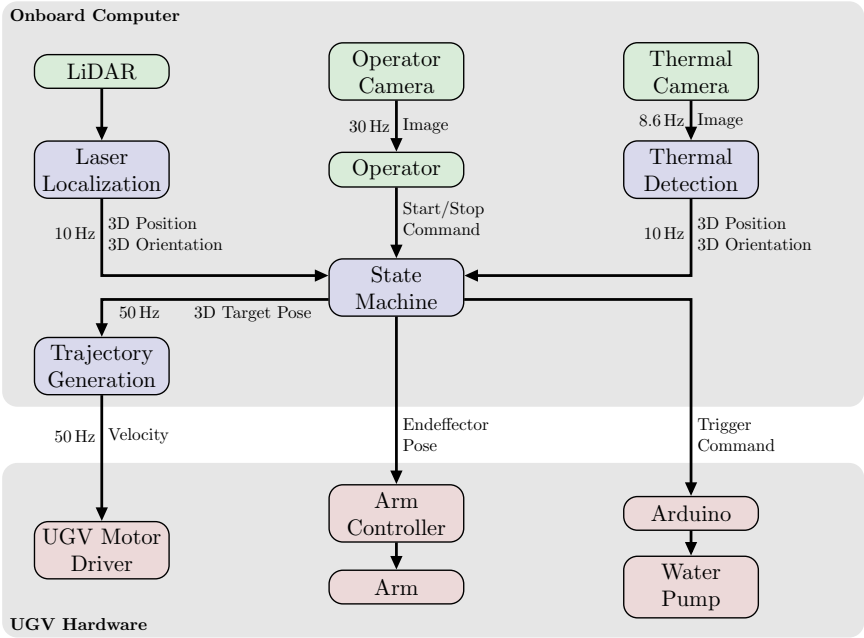 Onboard Computer
LiDAR
Operator
Camera
Thermal
Camera
30 Hz
Image
8.6 Hz
Image
Laser
Localization
Operator
Thermal
Detection
10 Hz
3D Position
3D Orientation
Start/Stop
Command
10 Hz
3D Position
3D Orientation
State
Machine
50 Hz
3D Target Pose
Trajectory
Generation
50 Hz
Velocity
Endeffector
Pose
Trigger
Command
Arm
Controller
Arduino
UGV Motor
Driver
Arm
Water
Pump
UGV Hardware